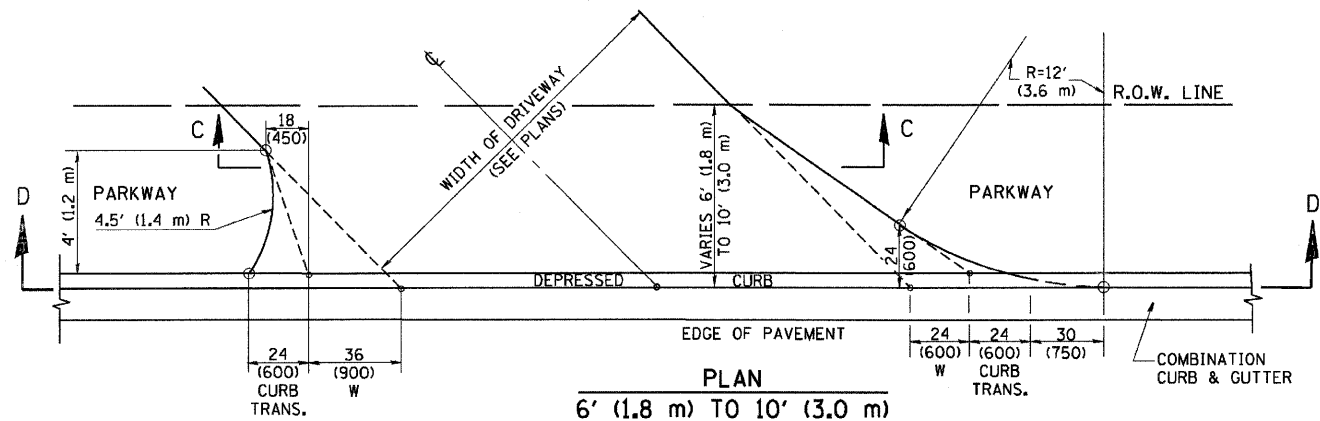 R=12'
(3.6 m)
R.O.W. LINE
C
18
(450)
℄
WIDTH OF DRIVEWAY
(SEE PLANS)
C
D
4' (1.2 m)
PARKWAY
4.5' (1.4 m) R
VARIES 6' (1.8 m)
TO 10' (3.0 m)
PARKWAY
24
(600)
D
DEPRESSED CURB
EDGE OF PAVEMENT
24
(600)
CURB
TRANS.
36
(900)
W
24
(600)
W
24
(600)
CURB
TRANS.
30
(750)
COMBINATION
CURB & GUTTER
PLAN
6' (1.8 m) TO 10' (3.0 m)